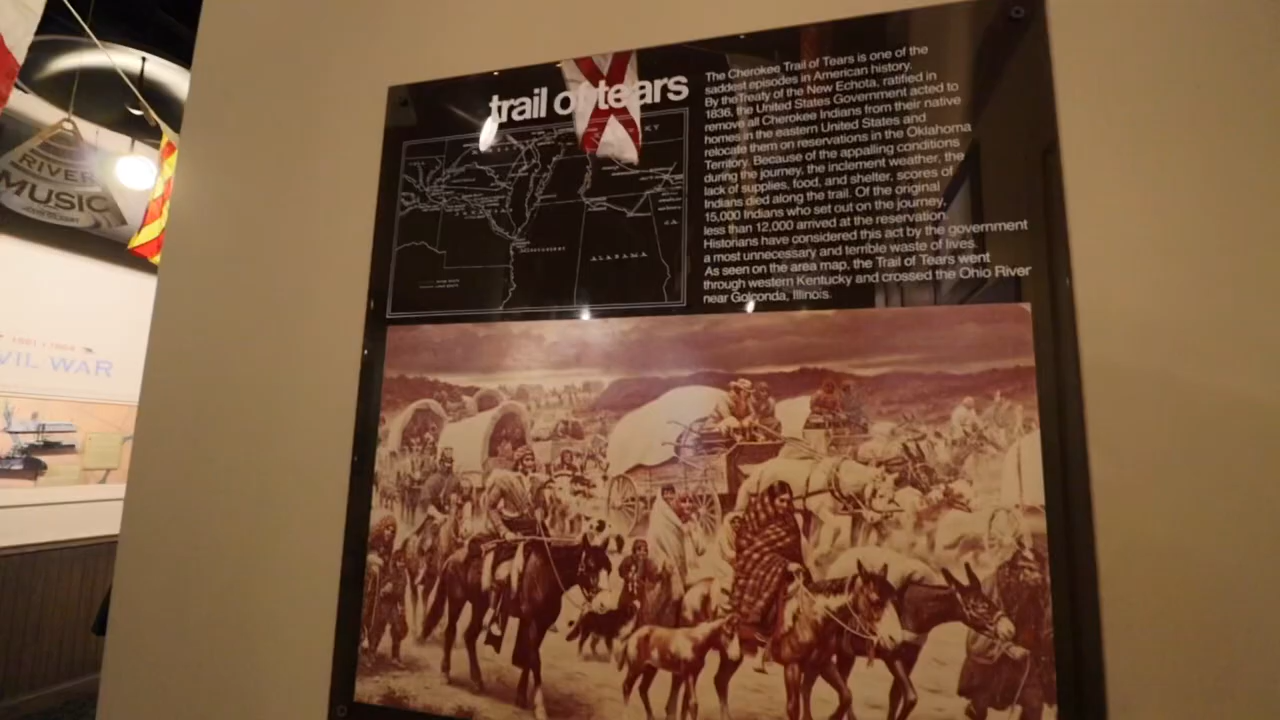 trail of tears
The Cherokee Trail of Tears is one of the
saddest episodes in American history.
By theTreaty of the New Echota, ratified in
1836, the United States Government acted to
remove all Cherokee Indians from their native
homes in the eastern United States and
relocate them on reservations in the Oklahoma
Territory. Because of the appalling conditions
during the journey, the inclement weather, the
lack of supplies, food, and shelter, scores of
Indians died along the trail. Of the original
15,000 Indians who set out on the journey,
less than 12,000 arrived at the reservation.
Historians have considered this act by the government
a most unnecessary and terrible waste of lives.
As seen on the area map, the Trail of Tears went
through western Kentucky and crossed the Ohio River
near Golconda, Illinois.
KY
MISSISSIPPI
ALABAMA
GA
RIVER
MUSIC
1861-1864
VIL WAR